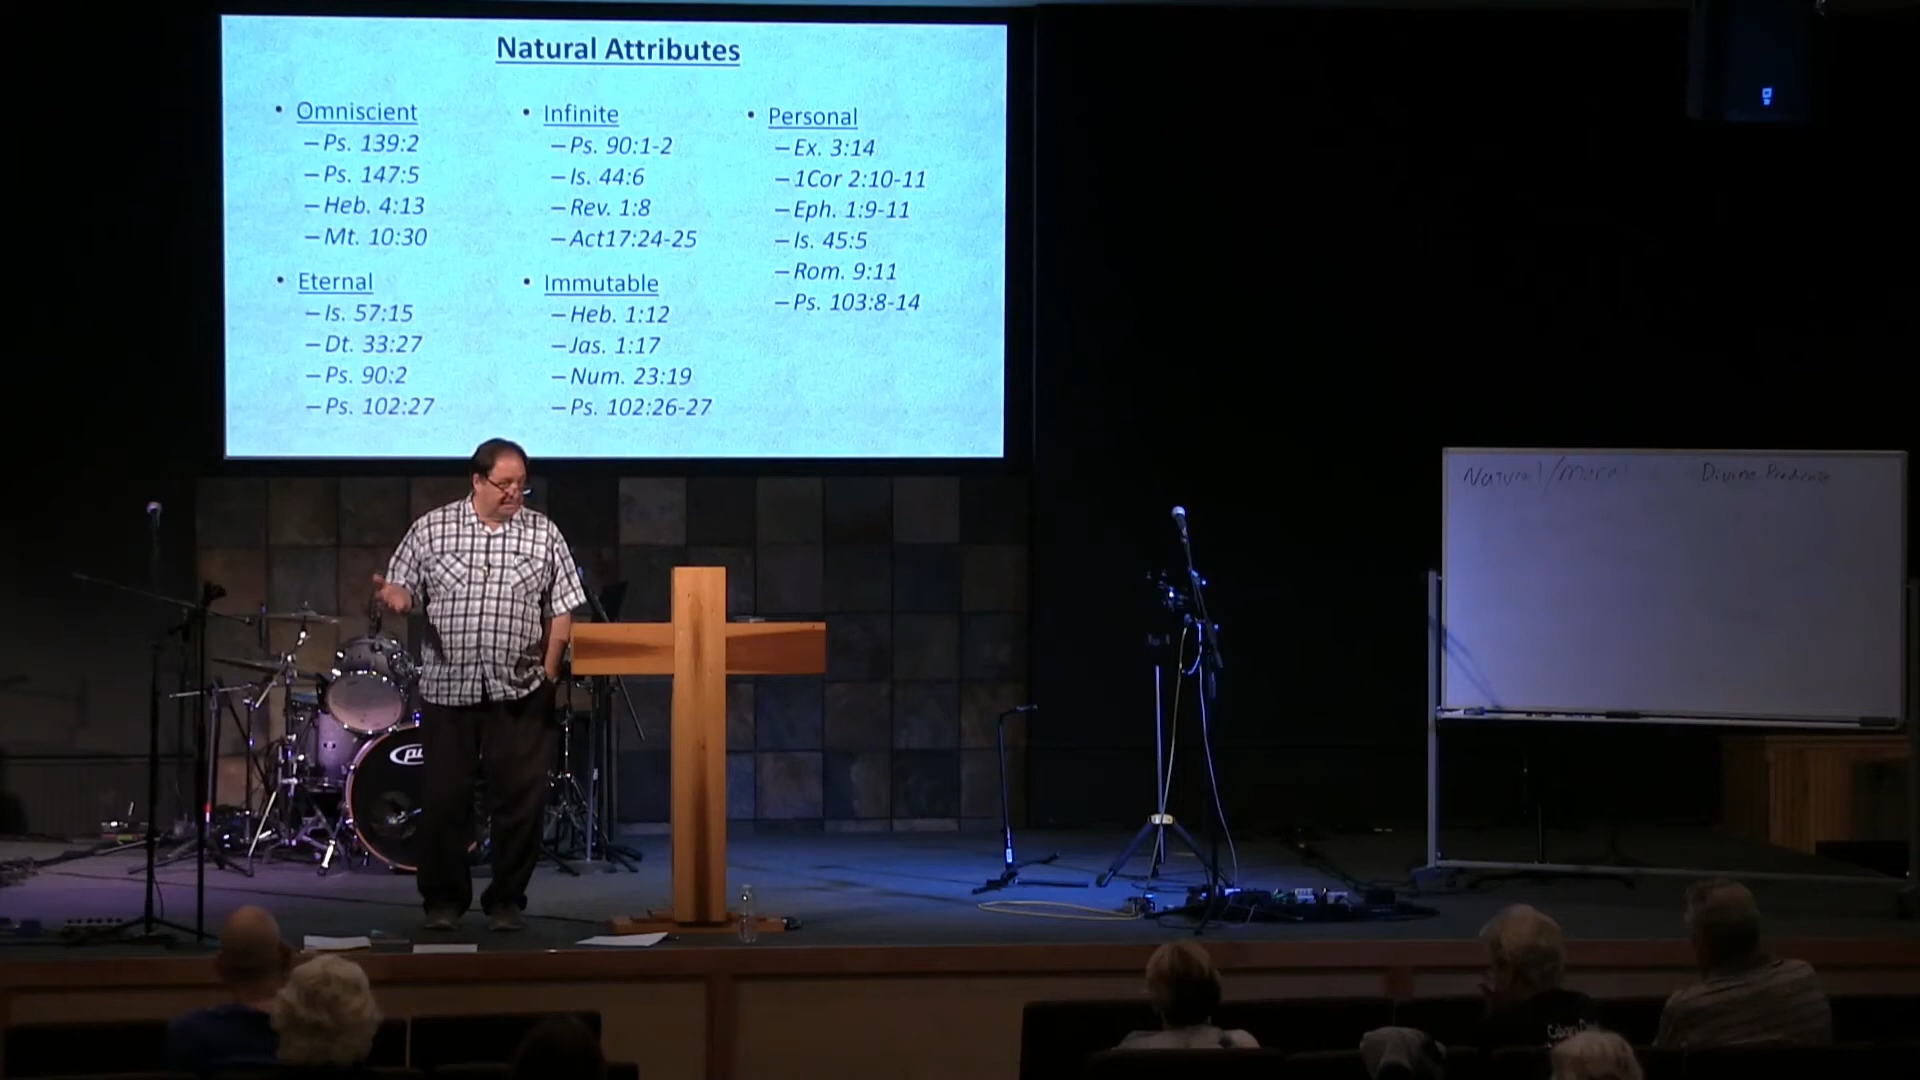 Natural Attributes
• Omniscient
– Ps. 139:2
– Ps. 147:5
– Heb. 4:13
– Mt. 10:30
• Eternal
– Is. 57:15
– Dt. 33:27
– Ps. 90:2
– Ps. 102:27
• Infinite
– Ps. 90:1-2
– Is. 44:6
– Rev. 1:8
– Act17:24-25
• Immutable
– Heb. 1:12
– Jas. 1:17
– Num. 23:19
– Ps. 102:26-27
• Personal
– Ex. 3:14
– 1Cor 2:10-11
– Eph. 1:9-11
– Is. 45:5
– Rom. 9:11
– Ps. 103:8-14
Natural/moral
Divine